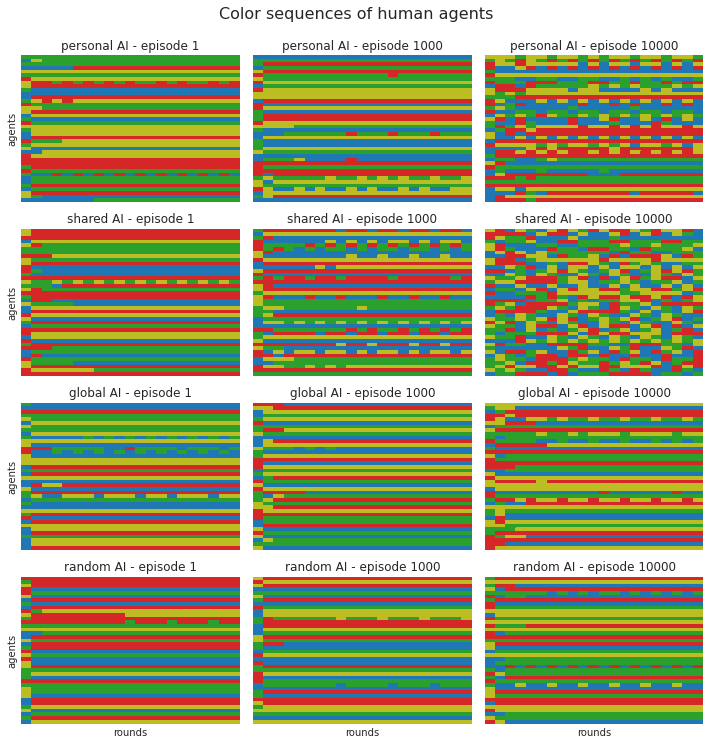 Color sequences of human agents
personal AI - episode 1
personal AI - episode 1000
personal AI - episode 10000
agents
shared AI - episode 1
shared AI - episode 1000
shared AI - episode 10000
agents
global AI - episode 1
global AI - episode 1000
global AI - episode 10000
agents
random AI - episode 1
random AI - episode 1000
random AI - episode 10000
agents
rounds
rounds
rounds